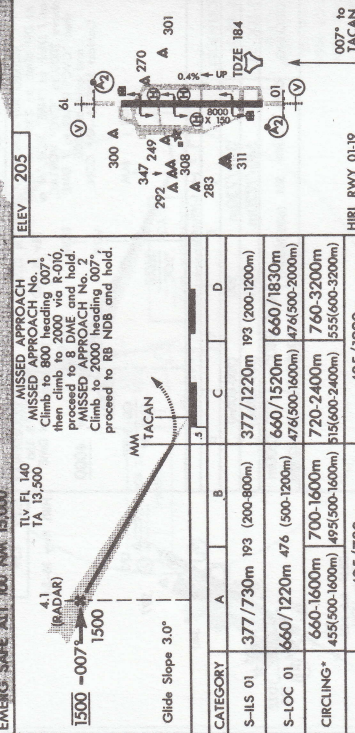 EMERG SAFE ALT 100 NM 15,000
TLv FL 140
TA 13,500
MISSED APPROACH
MISSED APPROACH No. 1
Climb to 800 heading 007°,
then climb to 2000 via R-010,
proceed to 8 DME and hold.
MISSED APPROACH No. 2
Climb to 2000 heading 007°,
proceed to RB NDB and hold.
4.1
(RADAR)
1500 -007°
1500
MM
TACAN
Glide Slope 3.0°
.5
CATEGORY A B C D
S-ILS 01 377/730m 193 (200-800m) 377/1220m 193 (200-1200m)
S-LOC 01 660/1220m 476 (500-1200m) 660/1520m 476(500-1600m) 660/1830m 476(500-2000m)
CIRCLING* 660-1600m 455(500-1600m) 700-1600m 495(500-1600m) 720-2400m 515(600-2400m) 760-3200m 555(600-3200m)
ELEV 205
19
V
A2
301
270
300
347
249
292
308
283
311
0.4% UP
8000
X 150
TDZE
184
01
A2
V
007° to
TACAN
HIRL RWY 01-19